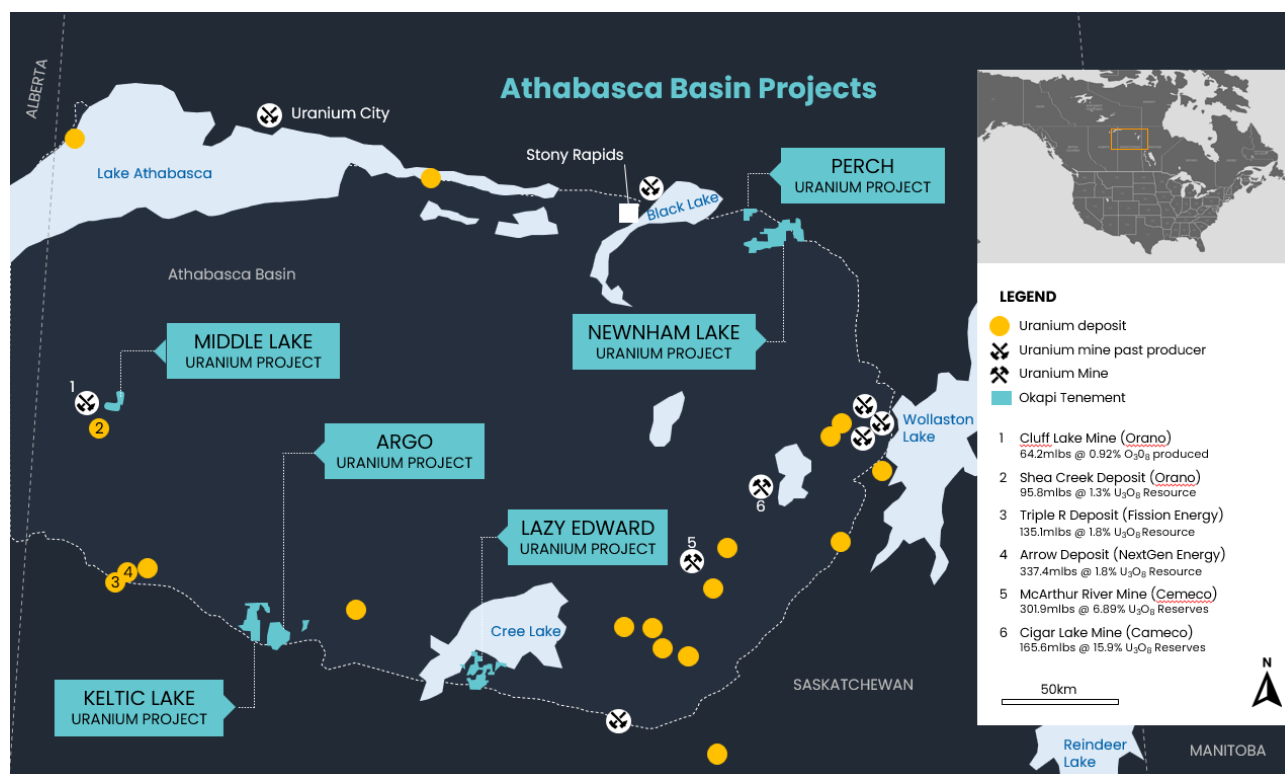 Athabasca Basin Projects
ALBERTA
Uranium City
Lake Athabasca
Stony Rapids
Black Lake
PERCH
URANIUM PROJECT
Athabasca Basin
MIDDLE LAKE
URANIUM PROJECT
NEWNHAM LAKE
URANIUM PROJECT
1
2
ARGO
URANIUM PROJECT
Wollaston
Lake
6
LAZY EDWARD
URANIUM PROJECT
5
4
3
Cree Lake
KELTIC LAKE
URANIUM PROJECT
SASKATCHEWAN
Reindeer
Lake
MANITOBA
LEGEND
Uranium deposit
Uranium mine past producer
Uranium Mine
Okapi Tenement
1 Cluff Lake Mine (Orano)
64.2mlbs @ 0.92% O₃0₈ produced
2 Shea Creek Deposit (Orano)
95.8mlbs @ 1.3% U₃O₈ Resource
3 Triple R Deposit (Fission Energy)
135.1mlbs @ 1.8% U₃O₈ Resource
4 Arrow Deposit (NextGen Energy)
337.4mlbs @ 1.8% U₃O₈ Resource
5 McArthur River Mine (Cemeco)
301.9mlbs @ 6.89% U₃O₈ Reserves
6 Cigar Lake Mine (Cameco)
165.6mlbs @ 15.9% U₃O₈ Reserves
50km
N